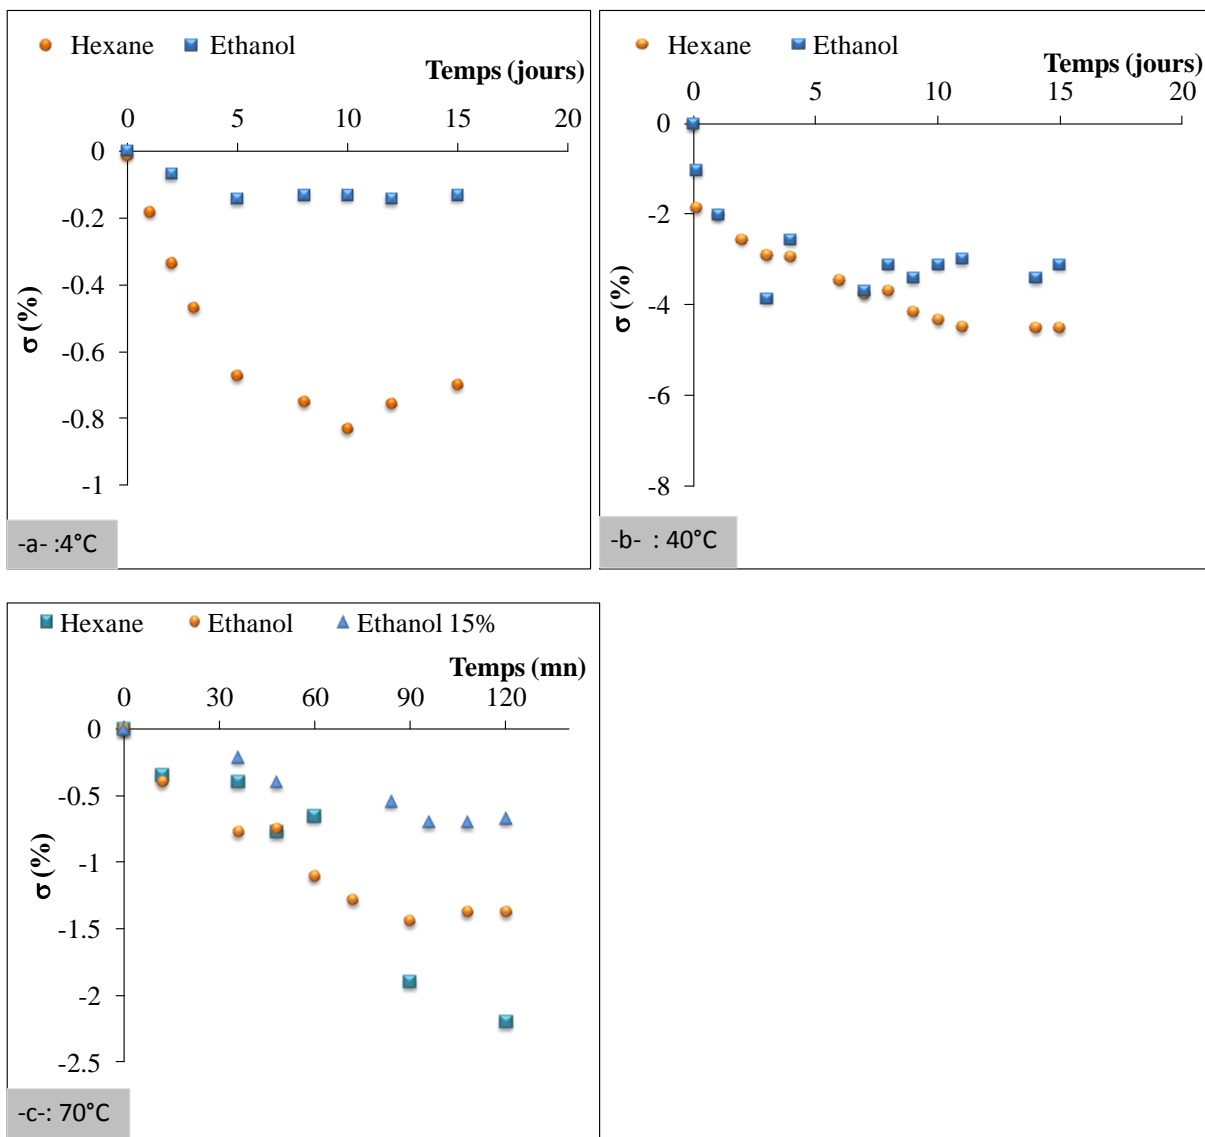 Hexane Ethanol
Temps (jours)
0 5 10 15 20
0
-0.2
-0.4
-0.6
-0.8
-1
σ (%)
-a- :4°C
Hexane Ethanol
Temps (jours)
0 5 10 15 20
0
-2
-4
-6
-8
σ (%)
-b- : 40°C
Hexane Ethanol Ethanol 15%
Temps (mn)
0 30 60 90 120
0
-0.5
-1
-1.5
-2
-2.5
σ (%)
-c-: 70°C